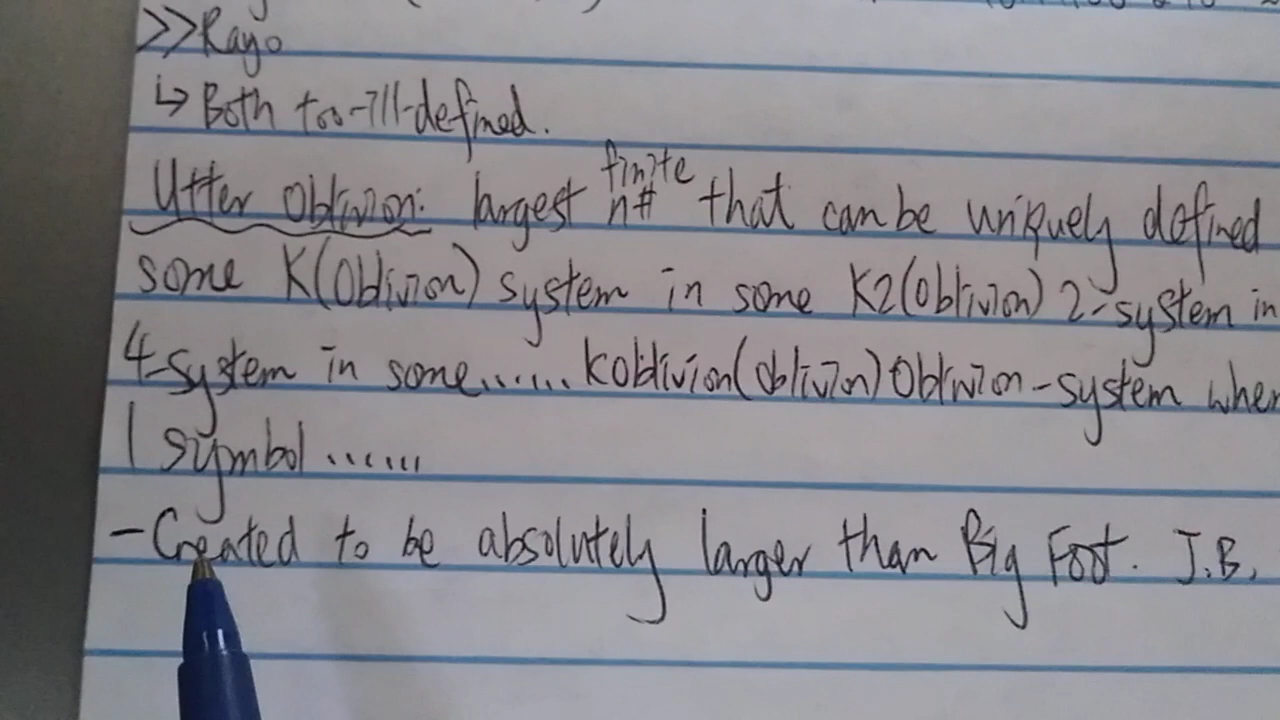 >>Rayo
↳ Both too-ill-defined.
Utter Oblivion: largest finite n# that can be uniquely defined
some K(Oblivion) system in some K2(Oblivion) 2-system in
4-system in some...... Koblivion(oblivion)Oblivion-system wher
1 symbol ......
- Created to be absolutely larger than Big Foot. J.B.